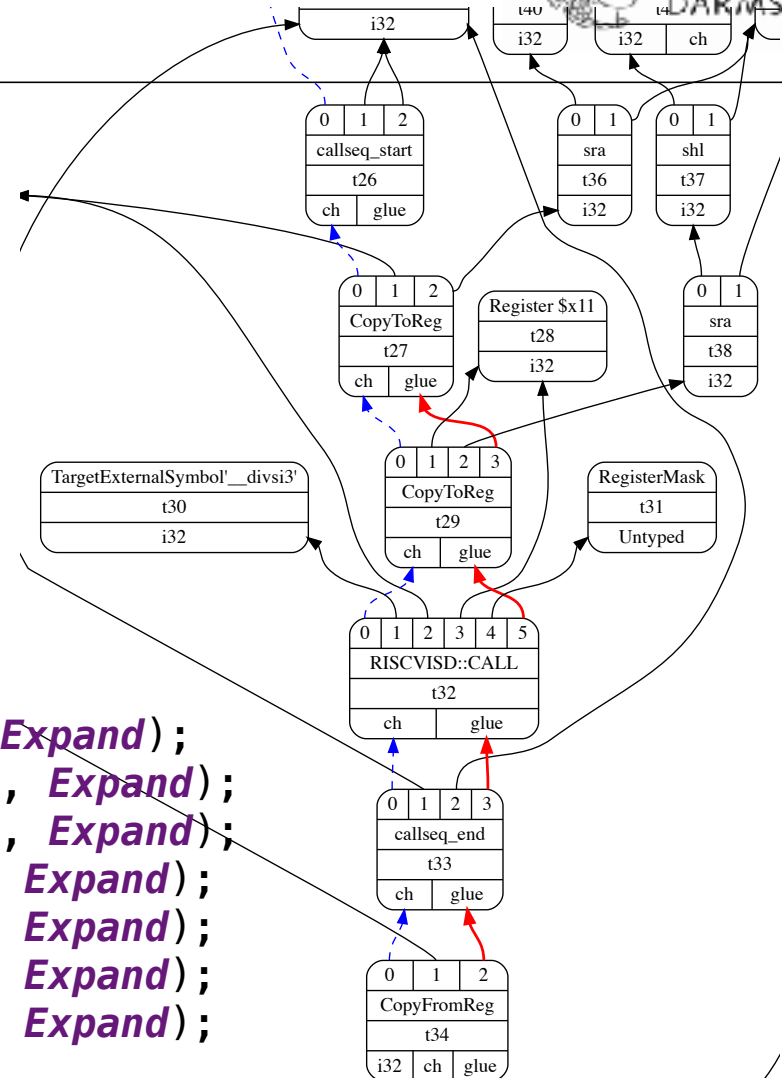 i32
i32
i32 ch
0 1 2
callseq_start
t26
ch glue
0 1
sra
t36
i32
0 1
shl
t37
i32
0 1 2
CopyToReg
t27
ch glue
Register $x11
t28
i32
0 1
sra
t38
i32
0 1 2 3
CopyToReg
t29
ch glue
TargetExternalSymbol'__divsi3'
t30
i32
RegisterMask
t31
Untyped
0 1 2 3 4 5
RISCVISD::CALL
t32
ch glue
Expand);
, Expand);
, Expand);
Expand);
Expand);
Expand);
Expand);
0 1 2 3
callseq_end
t33
ch glue
0 1 2
CopyFromReg
t34
i32 ch glue